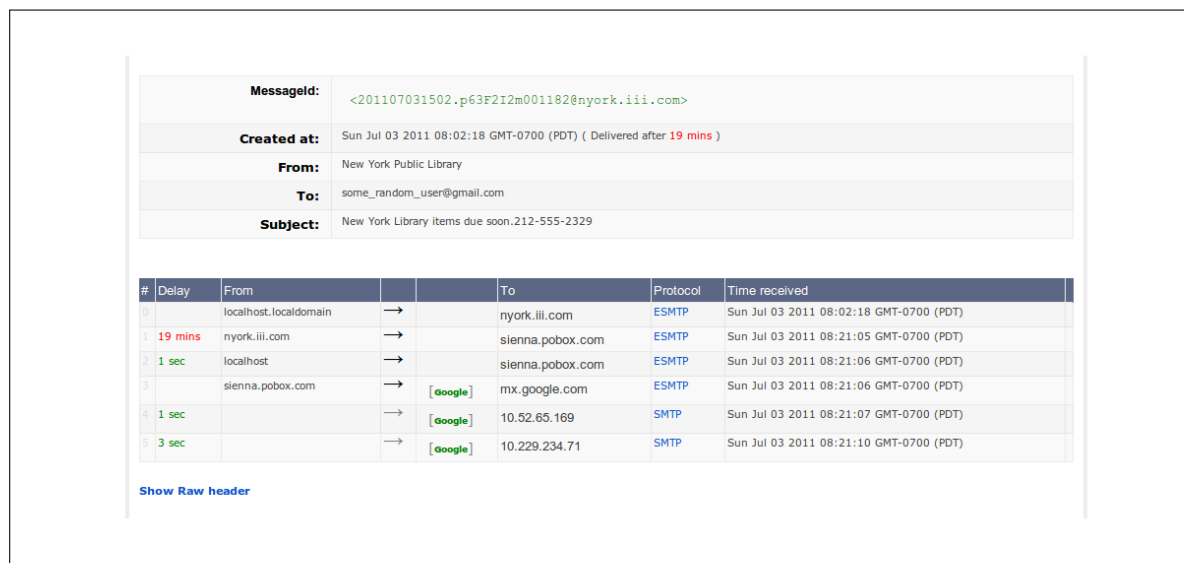 MessageId: <201107031502.p63F2I2m001182@nyork.iii.com>
Created at: Sun Jul 03 2011 08:02:18 GMT-0700 (PDT) ( Delivered after 19 mins )
From: New York Public Library
To: some_random_user@gmail.com
Subject: New York Library items due soon.212-555-2329
# Delay From To Protocol Time received
0 localhost.localdomain → nyork.iii.com ESMTP Sun Jul 03 2011 08:02:18 GMT-0700 (PDT)
1 19 mins nyork.iii.com → sienna.pobox.com ESMTP Sun Jul 03 2011 08:21:05 GMT-0700 (PDT)
2 1 sec localhost → sienna.pobox.com ESMTP Sun Jul 03 2011 08:21:06 GMT-0700 (PDT)
3 sienna.pobox.com → [Google] mx.google.com ESMTP Sun Jul 03 2011 08:21:06 GMT-0700 (PDT)
4 1 sec → [Google] 10.52.65.169 SMTP Sun Jul 03 2011 08:21:07 GMT-0700 (PDT)
5 3 sec → [Google] 10.229.234.71 SMTP Sun Jul 03 2011 08:21:10 GMT-0700 (PDT)
Show Raw header